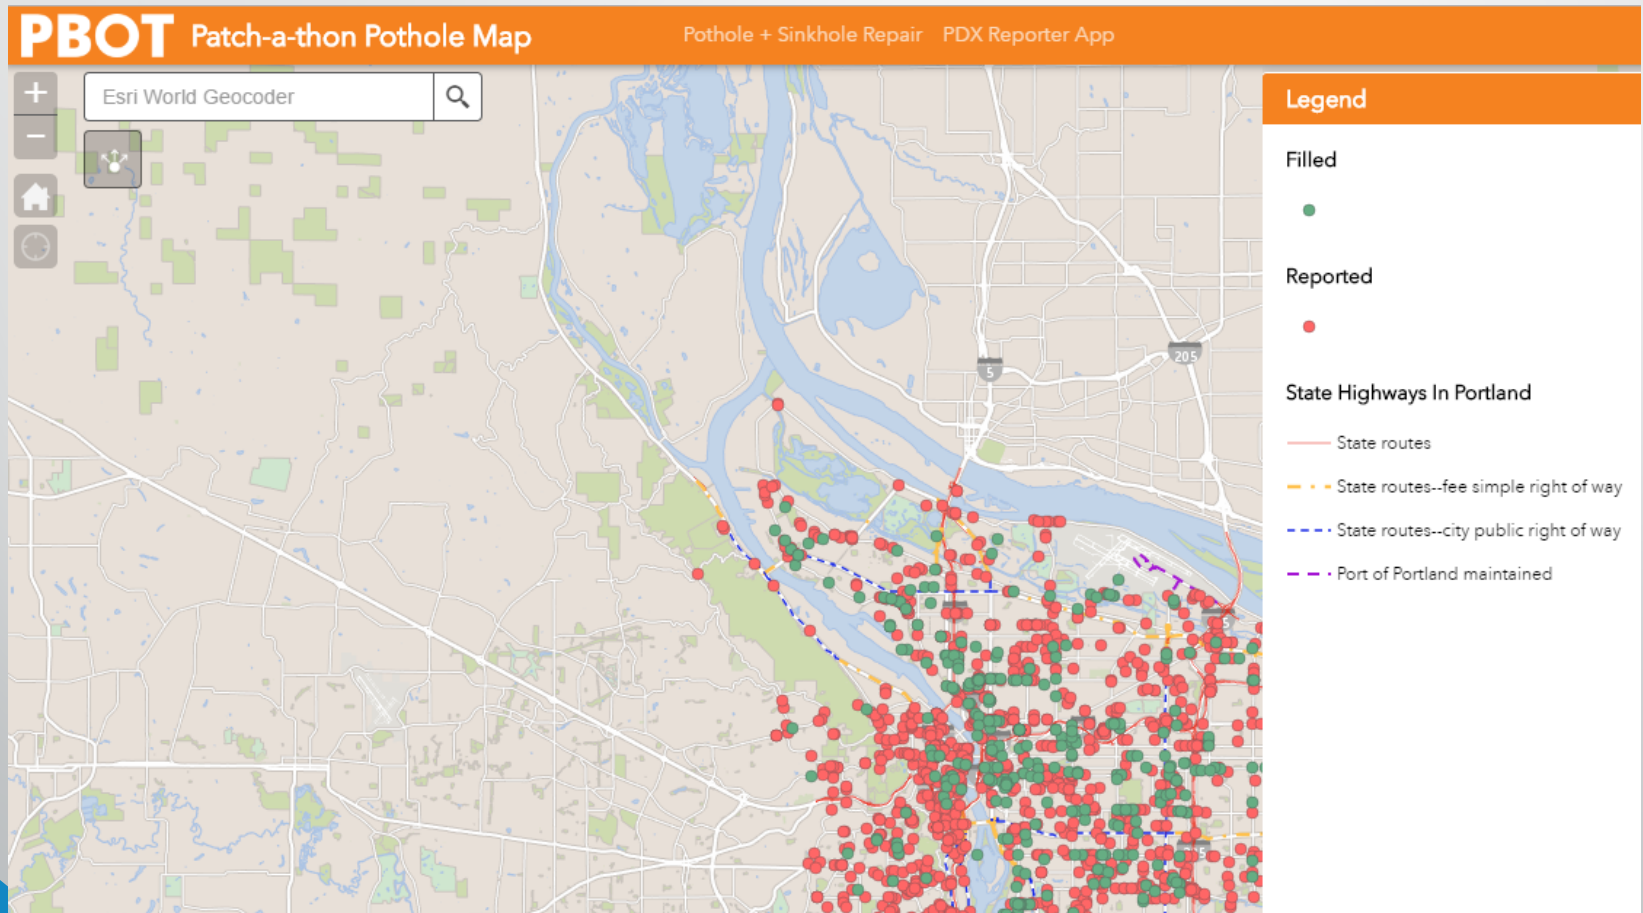 PBOT Patch-a-thon Pothole Map Pothole + Sinkhole Repair PDX Reporter App
+
Esri World Geocoder
−
Legend
Filled
Reported
State Highways In Portland
State routes
State routes--fee simple right of way
State routes--city public right of way
Port of Portland maintained
205
5